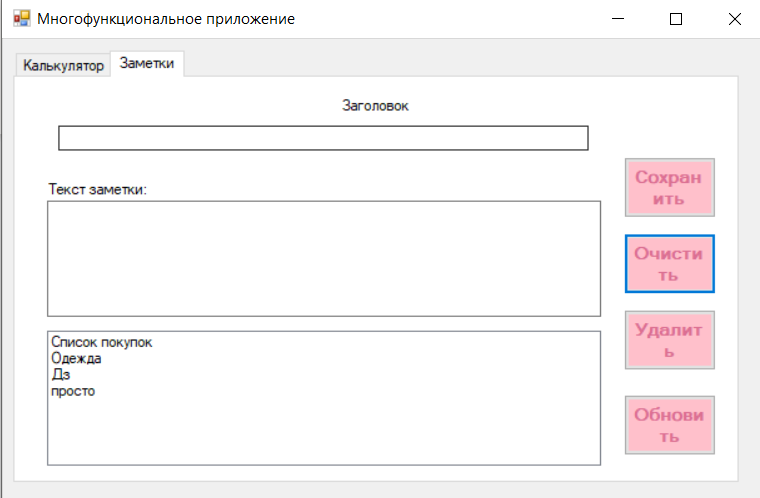 Многофункциональное приложение
Калькулятор
Заметки
Заголовок
Текст заметки:
Список покупок
Одежда
Дз
просто
Сохран
ить
Очисти
ть
Удалит
ь
Обнови
ть